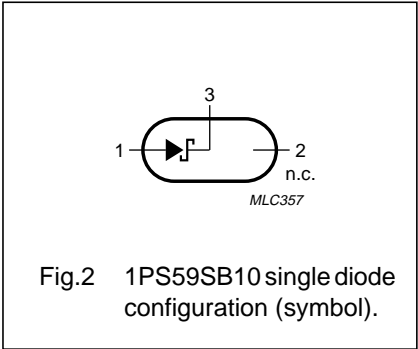 3
1
2
n.c.
MLC357
Fig.2 1PS59SB10 single diode
configuration (symbol).